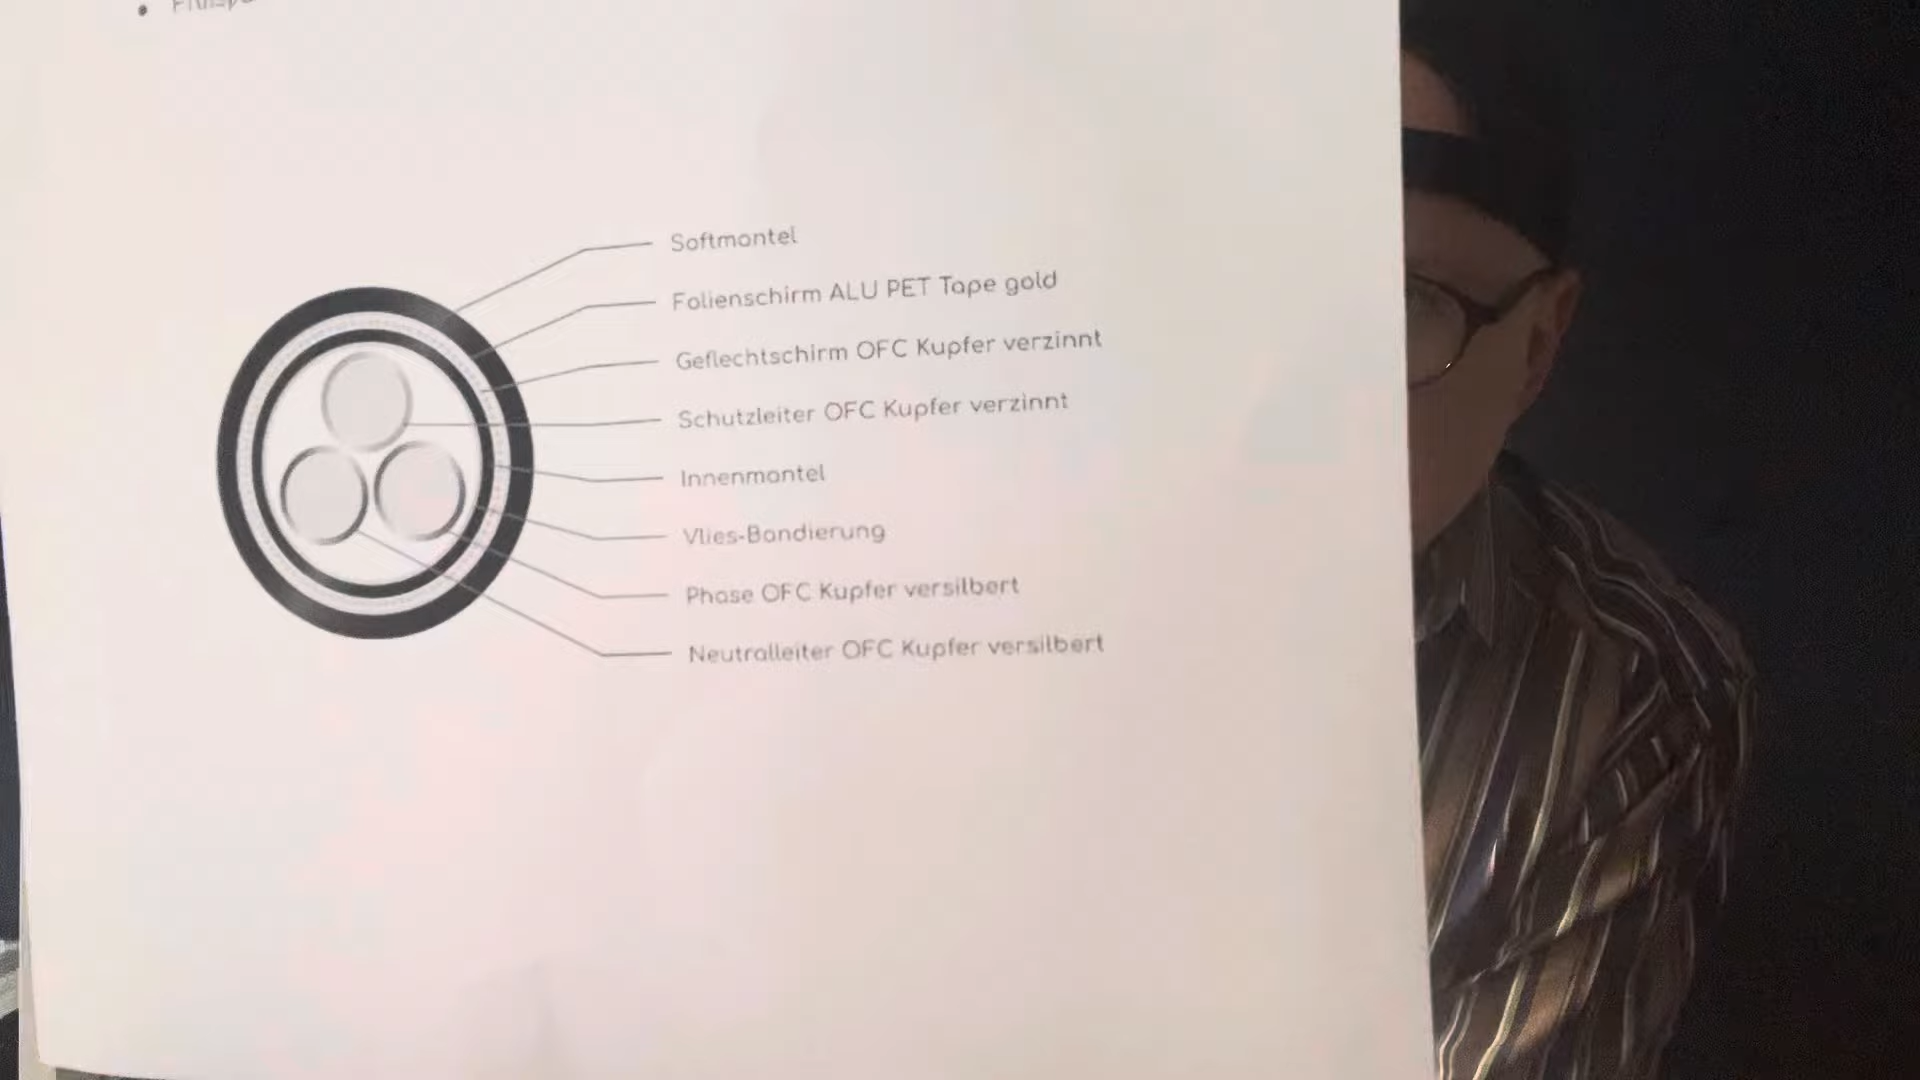 Softmantel
Folienschirm ALU PET Tape gold
Geflechtschirm OFC Kupfer verzinnt
Schutzleiter OFC Kupfer verzinnt
Innenmantel
Vlies-Bandierung
Phase OFC Kupfer versilbert
Neutralleiter OFC Kupfer versilbert